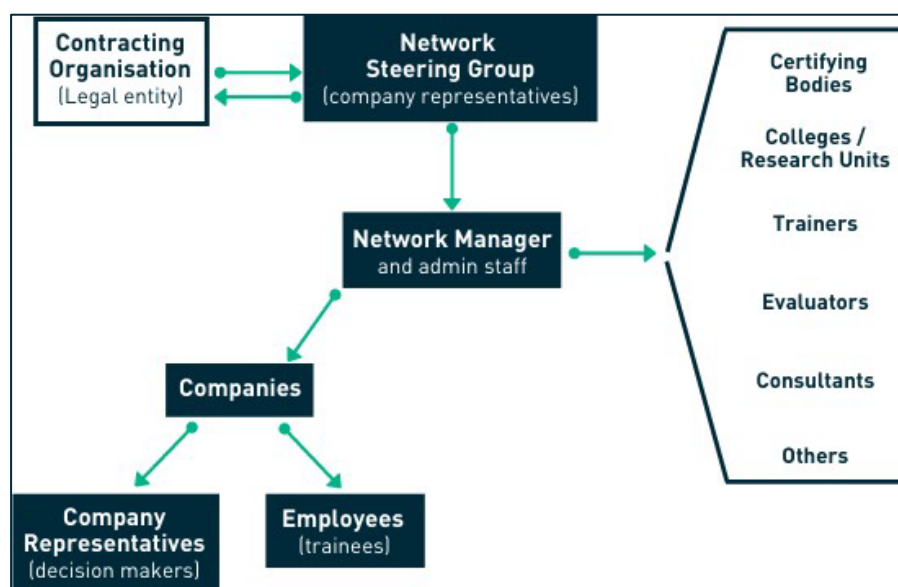 Contracting
Organisation
(Legal entity)
Network
Steering Group
(company representatives)
Certifying
Bodies
Colleges /
Research Units
Trainers
Evaluators
Consultants
Others
Network Manager
and admin staff
Companies
Company
Representatives
(decision makers)
Employees
(trainees)